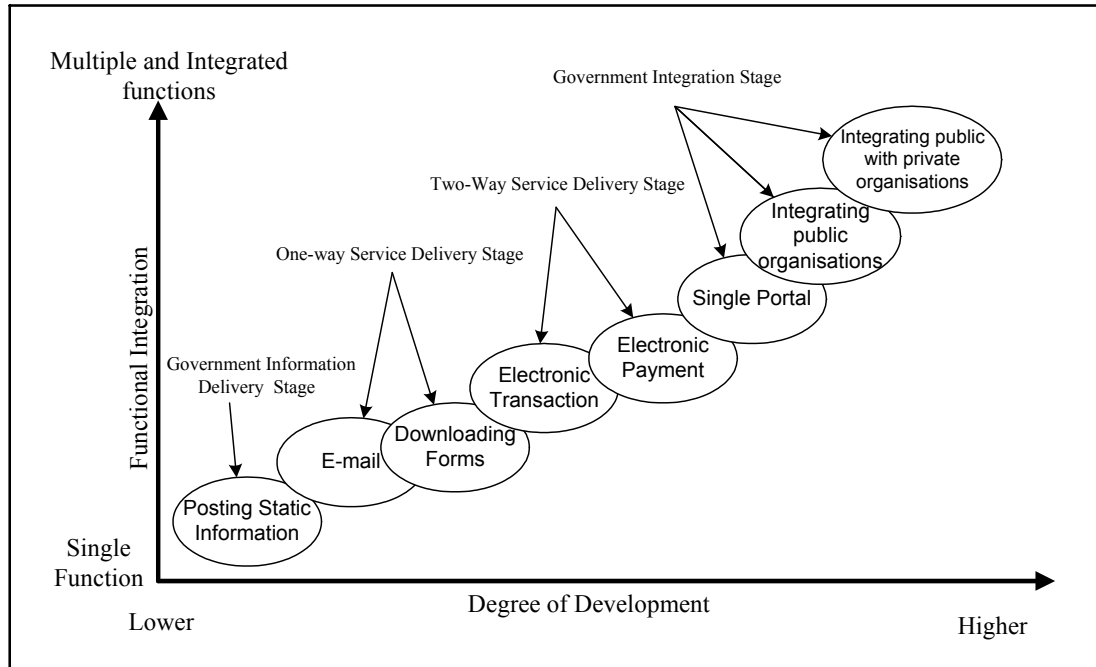 Multiple and Integrated
functions
Government Integration Stage
Integrating public
with private
organisations
Two-Way Service Delivery Stage
Integrating
public
organisations
One-way Service Delivery Stage
Single Portal
Functional Integration
Government Information
Delivery Stage
Electronic
Payment
Electronic
Transaction
Downloading
Forms
E-mail
Posting Static
Information
Single
Function
Degree of Development
Lower
Higher